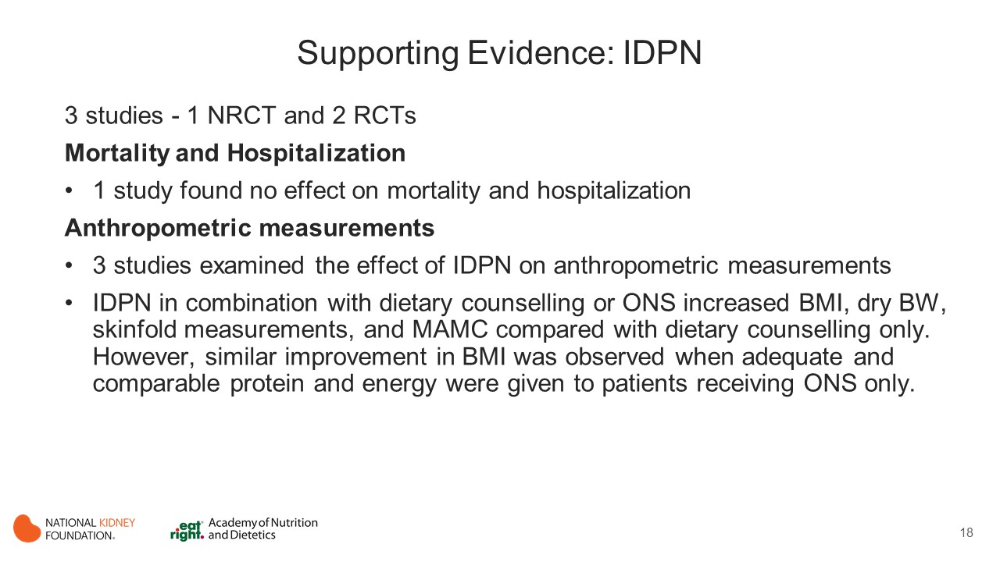 Supporting Evidence: IDPN
3 studies - 1 NRCT and 2 RCTs
Mortality and Hospitalization
• 1 study found no effect on mortality and hospitalization
Anthropometric measurements
• 3 studies examined the effect of IDPN on anthropometric measurements
• IDPN in combination with dietary counselling or ONS increased BMI, dry BW,
skinfold measurements, and MAMC compared with dietary counselling only.
However, similar improvement in BMI was observed when adequate and
comparable protein and energy were given to patients receiving ONS only.
NATIONAL KIDNEY
FOUNDATION®
eat
right.
Academy of Nutrition
and Dietetics
18